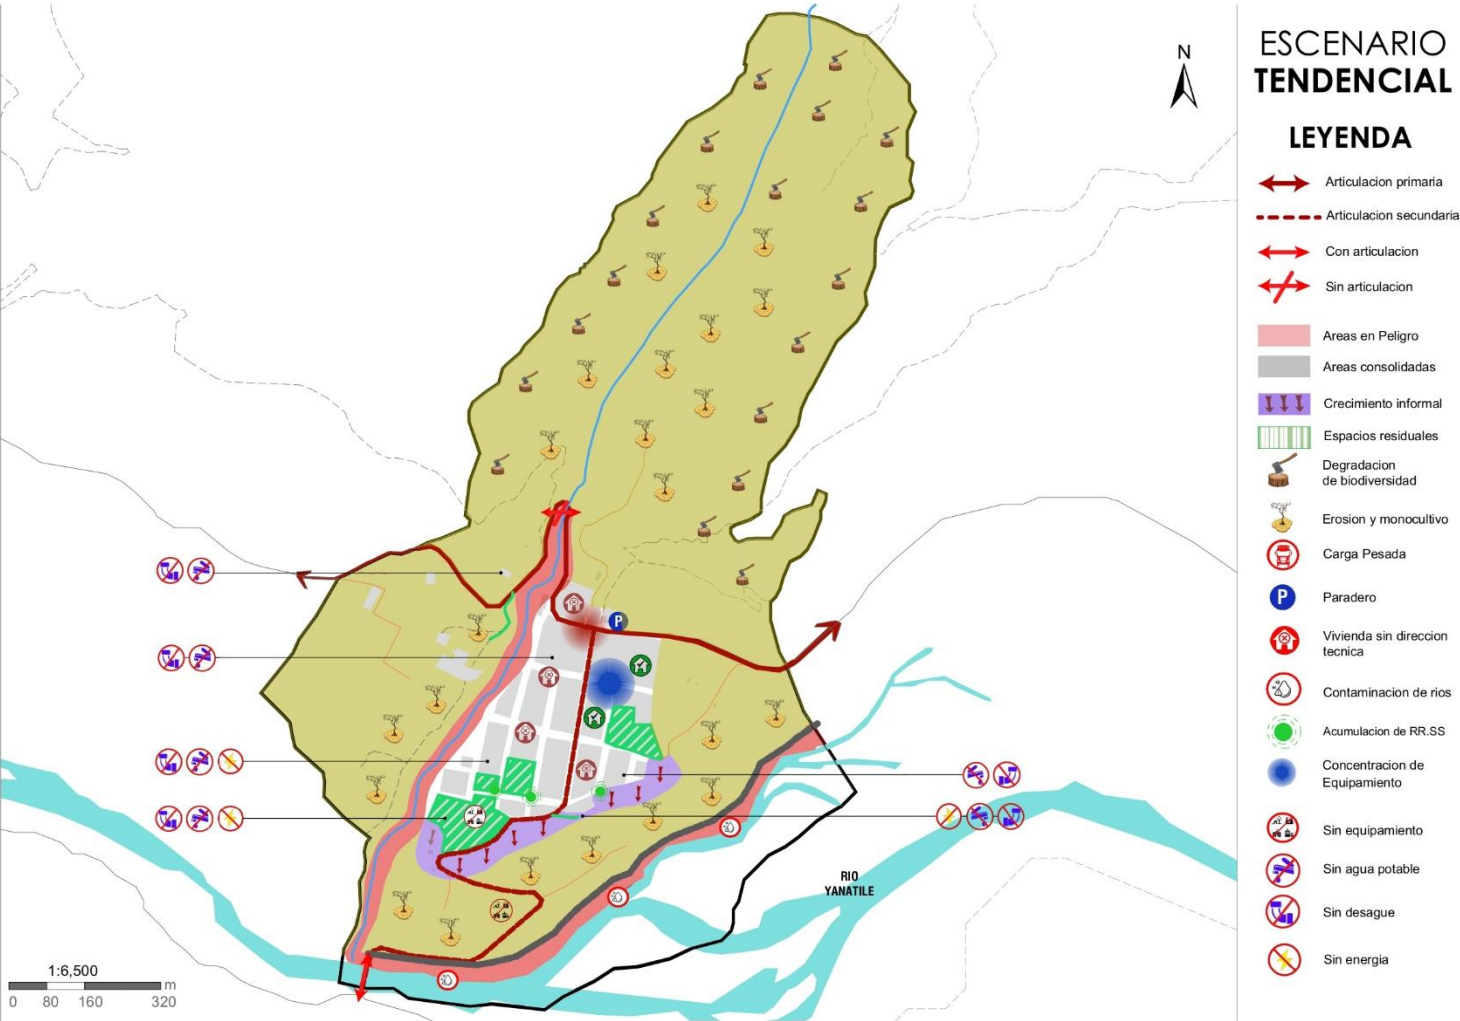 ESCENARIO
TENDENCIAL
LEYENDA
Articulacion primaria
Articulacion secundaria
Con articulacion
Sin articulacion
Areas en Peligro
Areas consolidadas
Crecimiento informal
Espacios residuales
Degradacion
de biodiversidad
Erosion y monocultivo
Carga Pesada
P
Paradero
Vivienda sin direccion
tecnica
Contaminacion de rios
Acumulacion de RR.SS
Concentracion de
Equipamiento
Sin equipamiento
Sin agua potable
Sin desague
Sin energia
N
P
RIO
YANATILE
1:6,500
m
0 80 160 320